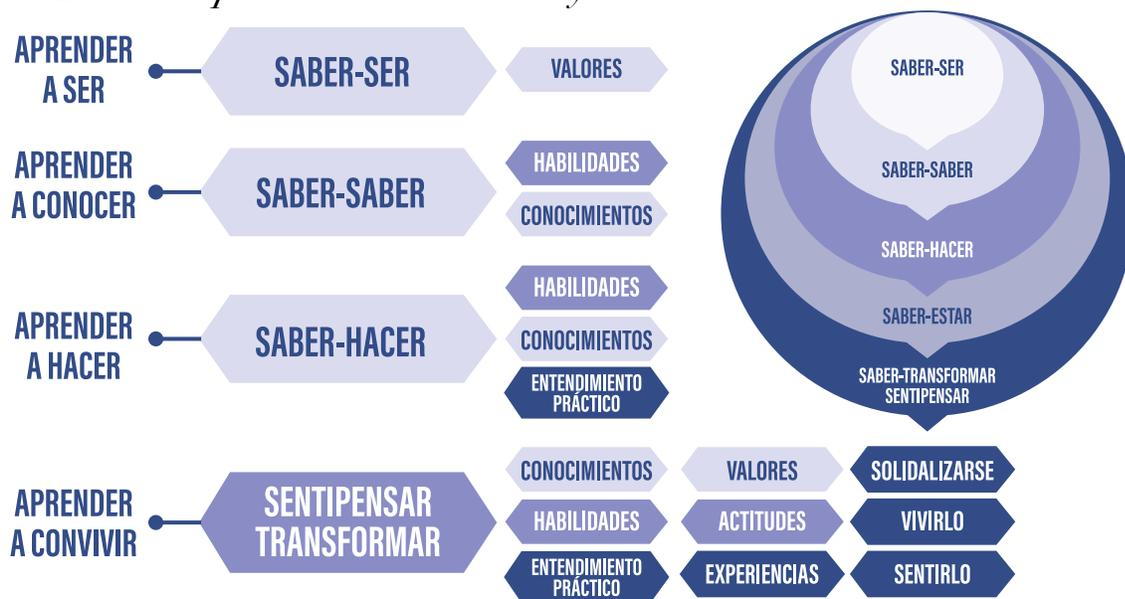 APRENDER
A SER
SABER-SER
VALORES
APRENDER
A CONOCER
SABER-SABER
HABILIDADES
CONOCIMIENTOS
APRENDER
A HACER
SABER-HACER
HABILIDADES
CONOCIMIENTOS
ENTENDIMIENTO
PRÁCTICO
APRENDER
A CONVIVIR
SENTIPENSAR
TRANSFORMAR
CONOCIMIENTOS
VALORES
SOLIDALIZARSE
HABILIDADES
ACTITUDES
VIVIRLO
ENTENDIMIENTO
PRÁCTICO
EXPERIENCIAS
SENTIRLO
SABER-SER
SABER-SABER
SABER-HACER
SABER-ESTAR
SABER-TRANSFORMAR
SENTIPENSAR